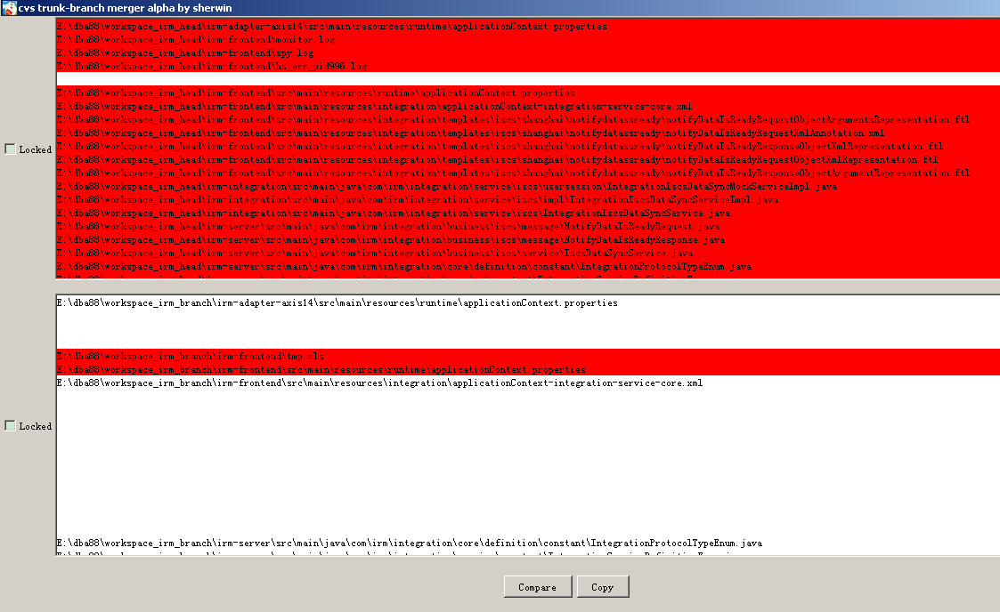 cvs trunk-branch merger alpha by sherwin
E:\dba88\workspace_irm_head\irm-adapter-axis14\src\main\resources\runtime\applicationContext.properties
E:\dba88\workspace_irm_head\irm-frontend\monitor.log
E:\dba88\workspace_irm_head\irm-frontend\spy.log
E:\dba88\workspace_irm_head\irm-frontend\hs_err_pid996.log
E:\dba88\workspace_irm_head\irm-frontend\src\main\resources\runtime\applicationContext.properties
E:\dba88\workspace_irm_head\irm-frontend\src\main\resources\integration\applicationContext-integration-service-core.xml
E:\dba88\workspace_irm_head\irm-frontend\src\main\resources\integration\templates\iscs\shanghai\notifydatassready\notifyDataIsReadyRequestObjectArgumentsRepresentation.ftl
E:\dba88\workspace_irm_head\irm-frontend\src\main\resources\integration\templates\iscs\shanghai\notifydatassready\notifyDataIsReadyRequestXmlAnnotation.xml
Locked
E:\dba88\workspace_irm_head\irm-frontend\src\main\resources\integration\templates\iscs\shanghai\notifydatassready\notifyDataIsReadyResponseObjectXmlRepresentation.ftl
E:\dba88\workspace_irm_head\irm-frontend\src\main\resources\integration\templates\iscs\shanghai\notifydatassready\notifyDataIsReadyRequestObjectXmlRepresentation.ftl
E:\dba88\workspace_irm_head\irm-frontend\src\main\resources\integration\templates\iscs\shanghai\notifydatassready\notifyDataIsReadyResponseObjectArgumentRepresentation.ftl
E:\dba88\workspace_irm_head\irm-integration\src\main\java\com\irm\integration\service\iscs\usersession\IntegrationIscsDataSyncMockServiceImpl.java
E:\dba88\workspace_irm_head\irm-integration\src\main\java\com\irm\integration\service\iscs\impl\IntegrationIscsDataSyncServiceImpl.java
E:\dba88\workspace_irm_head\irm-integration\src\main\java\com\irm\integration\service\iscs\IntegrationIscsDataSyncService.java
E:\dba88\workspace_irm_head\irm-server\src\main\java\com\irm\integration\business\iscs\message\NotifyDataIsReadyRequest.java
E:\dba88\workspace_irm_head\irm-server\src\main\java\com\irm\integration\business\iscs\message\NotifyDataIsReadyResponse.java
E:\dba88\workspace_irm_head\irm-server\src\main\java\com\irm\integration\business\iscs\service\IscsDataSyncService.java
E:\dba88\workspace_irm_head\irm-server\src\main\java\com\irm\integration\core\definition\constant\IntegrationProtocolTypeEnum.java
E:\dba88\workspace_irm_branch\irm-adapter-axis14\src\main\resources\runtime\applicationContext.properties
E:\dba88\workspace_irm_branch\irm-frontend\tmp.xls
E:\dba88\workspace_irm_branch\irm-frontend\src\main\resources\runtime\applicationContext.properties
E:\dba88\workspace_irm_branch\irm-frontend\src\main\resources\integration\applicationContext-integration-service-core.xml
Locked
E:\dba88\workspace_irm_branch\irm-server\src\main\java\com\irm\integration\core\definition\constant\IntegrationProtocolTypeEnum.java
Compare Copy